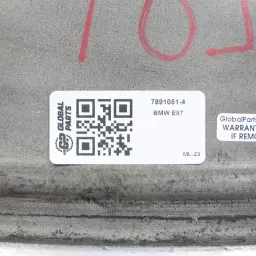 GLOBAL
PARTS
7891051-4
BMW E87
ML-23
GlobalPart
WARRANT
IF REMO